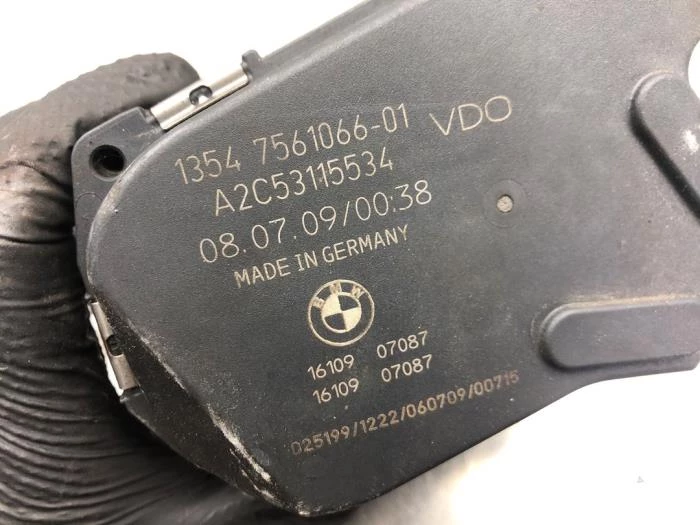 1354 7561066-01 VDO
A2C53115534
08.07.09/00:38
MADE IN GERMANY
BMW
16109 07087
16109 07087
D25199/1222/060709/00715